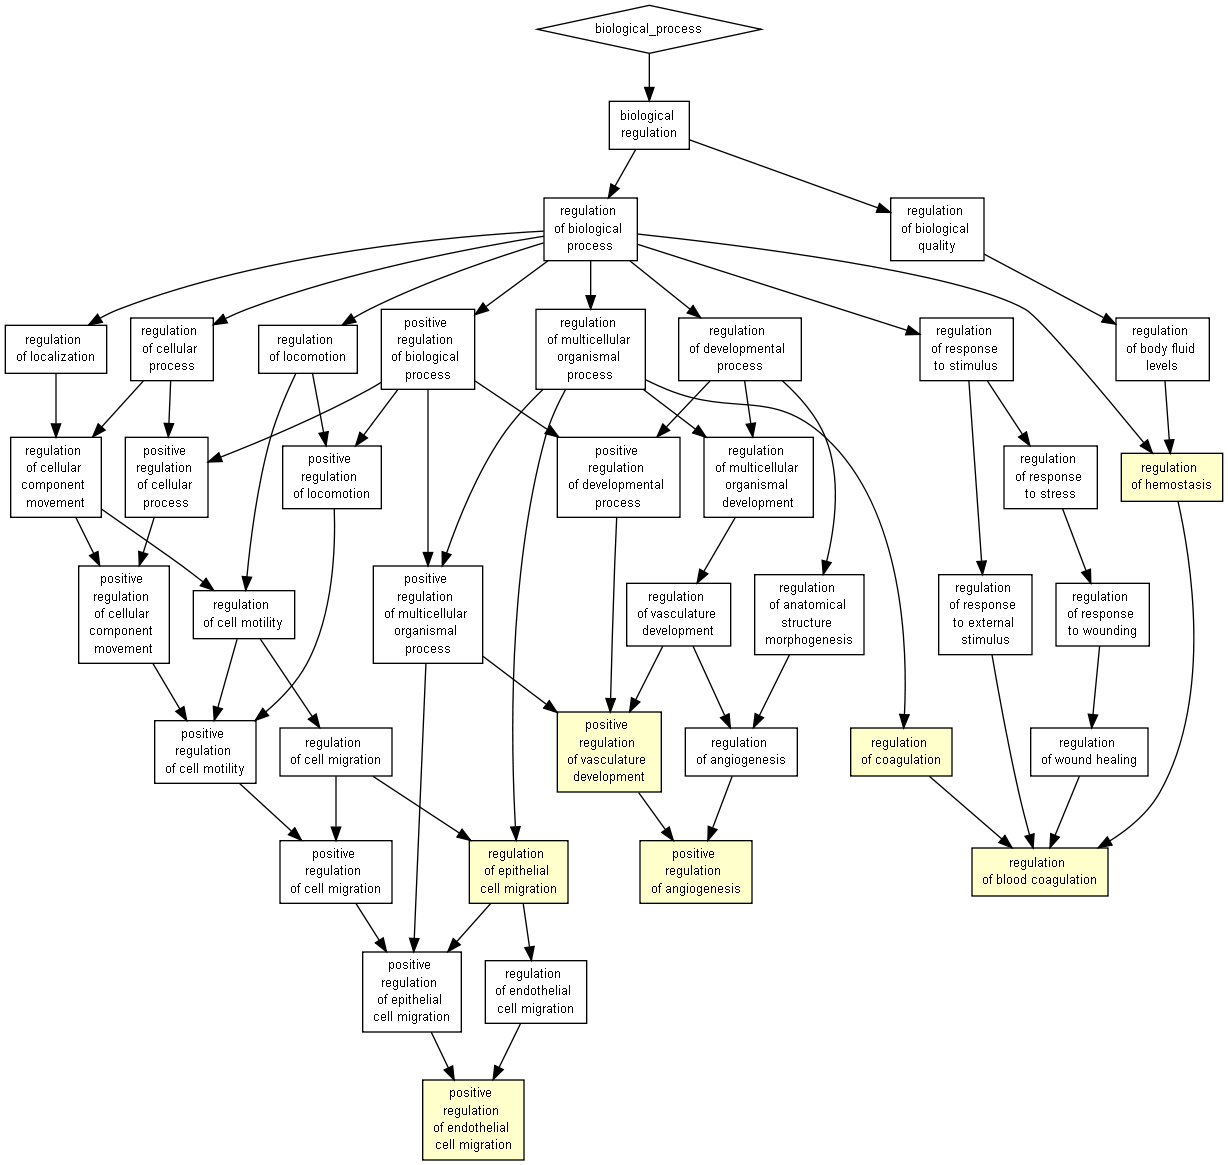 biological_process
biological
regulation
regulation
of biological
process
regulation
of biological
quality
regulation
of localization
regulation
of cellular
process
regulation
of locomotion
positive
regulation
of biological
process
regulation
of multicellular
organismal
process
regulation
of developmental
process
regulation
of response
to stimulus
regulation
of body fluid
levels
regulation
of cellular
component
movement
positive
regulation
of cellular
process
positive
regulation
of locomotion
positive
regulation
of developmental
process
regulation
of multicellular
organismal
development
regulation
of response
to stress
regulation
of hemostasis
positive
regulation
of cellular
component
movement
regulation
of cell motility
positive
regulation
of multicellular
organismal
process
regulation
of vasculature
development
regulation
of anatomical
structure
morphogenesis
regulation
of response
to external
stimulus
regulation
of response
to wounding
positive
regulation
of cell motility
regulation
of cell migration
positive
regulation
of vasculature
development
regulation
of angiogenesis
regulation
of coagulation
regulation
of wound healing
positive
regulation
of cell migration
regulation
of epithelial
cell migration
positive
regulation
of angiogenesis
regulation
of blood coagulation
positive
regulation
of epithelial
cell migration
regulation
of endothelial
cell migration
positive
regulation
of endothelial
cell migration